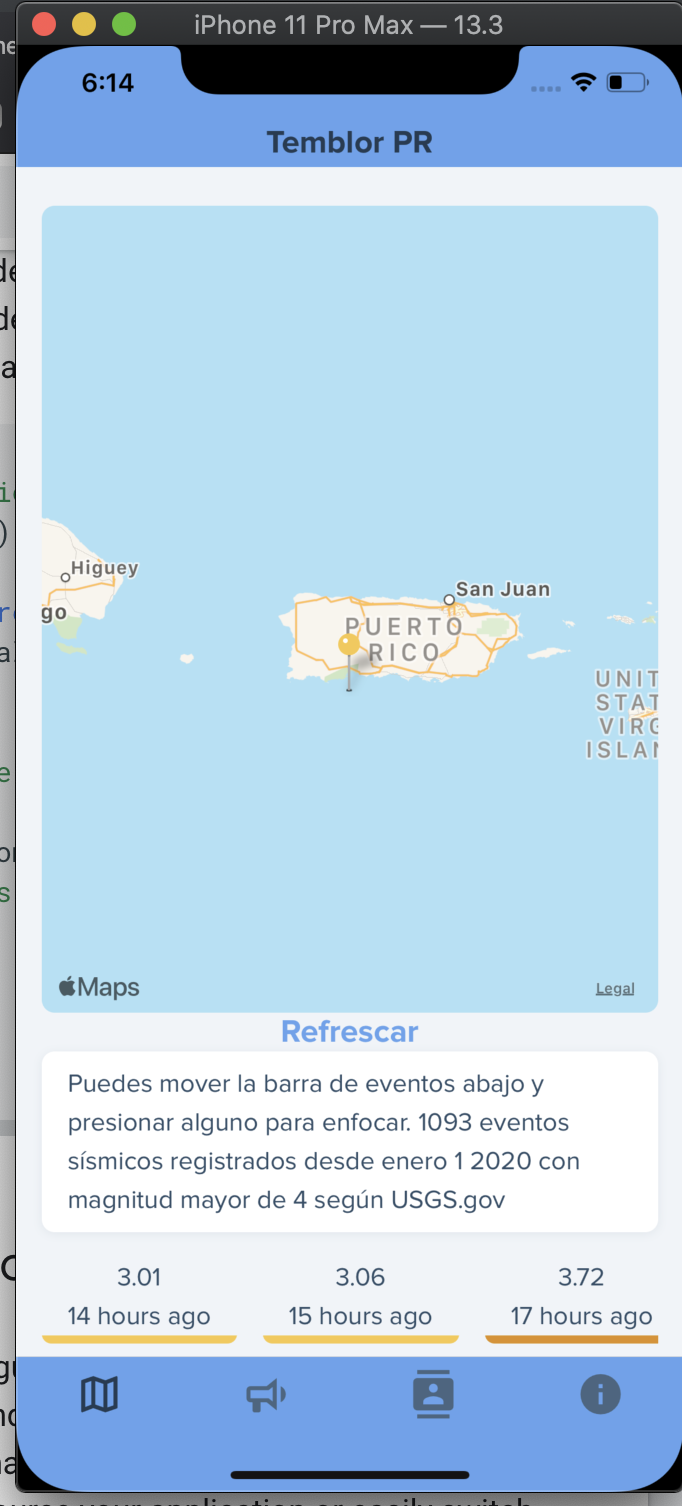 iPhone 11 Pro Max — 13.3
6:14
Temblor PR
Higuey
go
San Juan
PUERTO
RICO
UNIT
STAT
VIRG
ISLAN
Maps
Legal
Refrescar
Puedes mover la barra de eventos abajo y
presionar alguno para enfocar. 1093 eventos
sísmicos registrados desde enero 1 2020 con
magnitud mayor de 4 según USGS.gov
3.01
3.06
3.72
14 hours ago
15 hours ago
17 hours ago